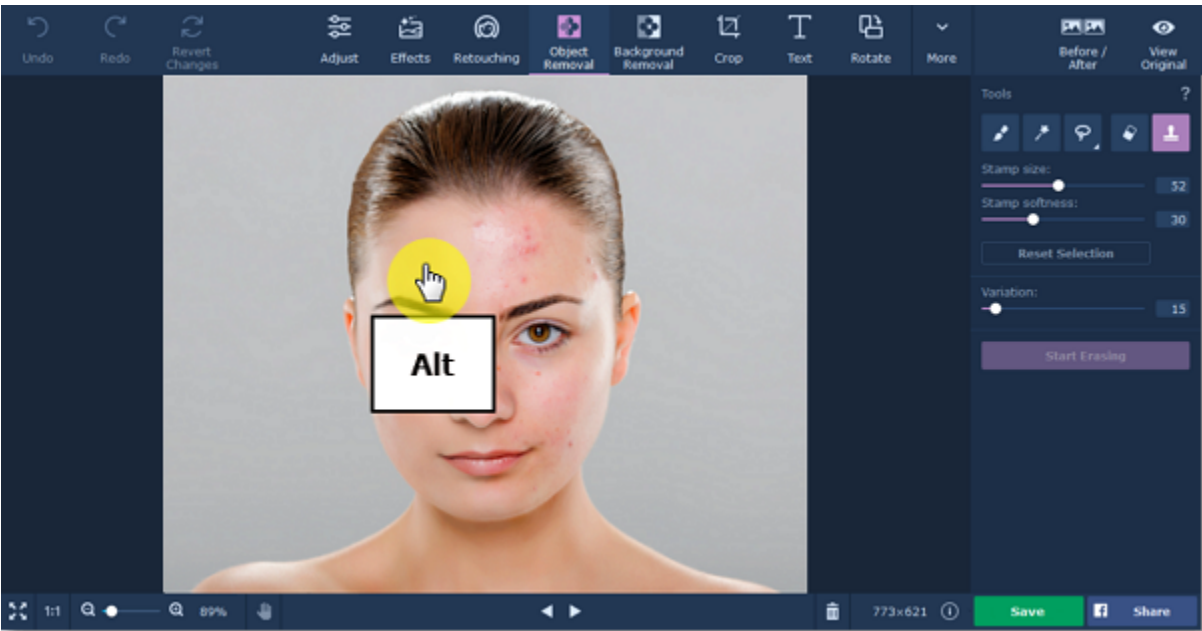 Undo
Redo
Revert
Changes
Adjust
Effects
Retouching
Object
Removal
Background
Removal
Crop
Text
Rotate
More
Before /
After
View
Original
Tools ?
Stamp size:
52
Stamp softness:
30
Reset Selection
Variation:
15
Start Erasing
Alt
1:1
89%
773×621
Save
Share